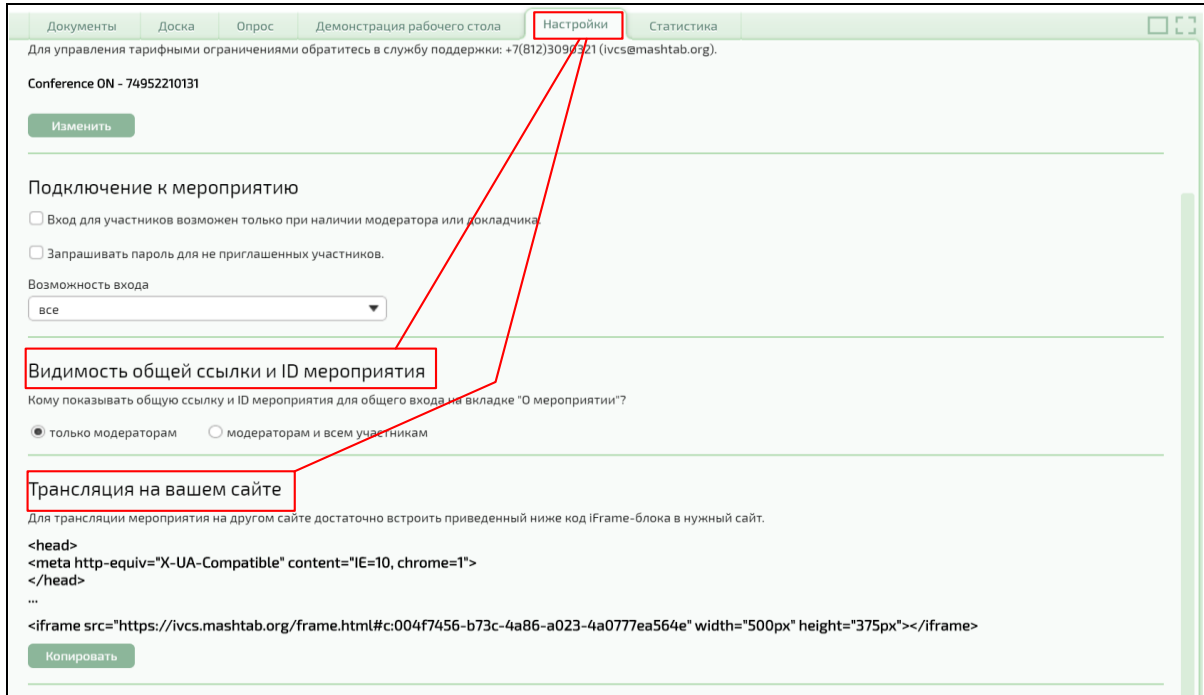 Документы Доска Опрос Демонстрация рабочего стола Настройки Статистика
Для управления тарифными ограничениями обратитесь в службу поддержки: +7(812)3090321 (ivcs@mashtab.org).
Conference ON - 74952210131
Изменить
Подключение к мероприятию
Вход для участников возможен только при наличии модератора или докладчика.
Запрашивать пароль для не приглашенных участников.
Возможность входа
все
Видимость общей ссылки и ID мероприятия
Кому показывать общую ссылку и ID мероприятия для общего входа на вкладке "О мероприятии"?
только модераторам модераторам и всем участникам
Трансляция на вашем сайте
Для трансляции мероприятия на другом сайте достаточно встроить приведенный ниже код iFrame-блока в нужный сайт.
<head>
<meta http-equiv="X-UA-Compatible" content="IE=10, chrome=1">
</head>
...
<iframe src="https://ivcs.mashtab.org/frame.html#c:004f7456-b73c-4a86-a023-4a0777ea564e" width="500px" height="375px"></iframe>
Копировать